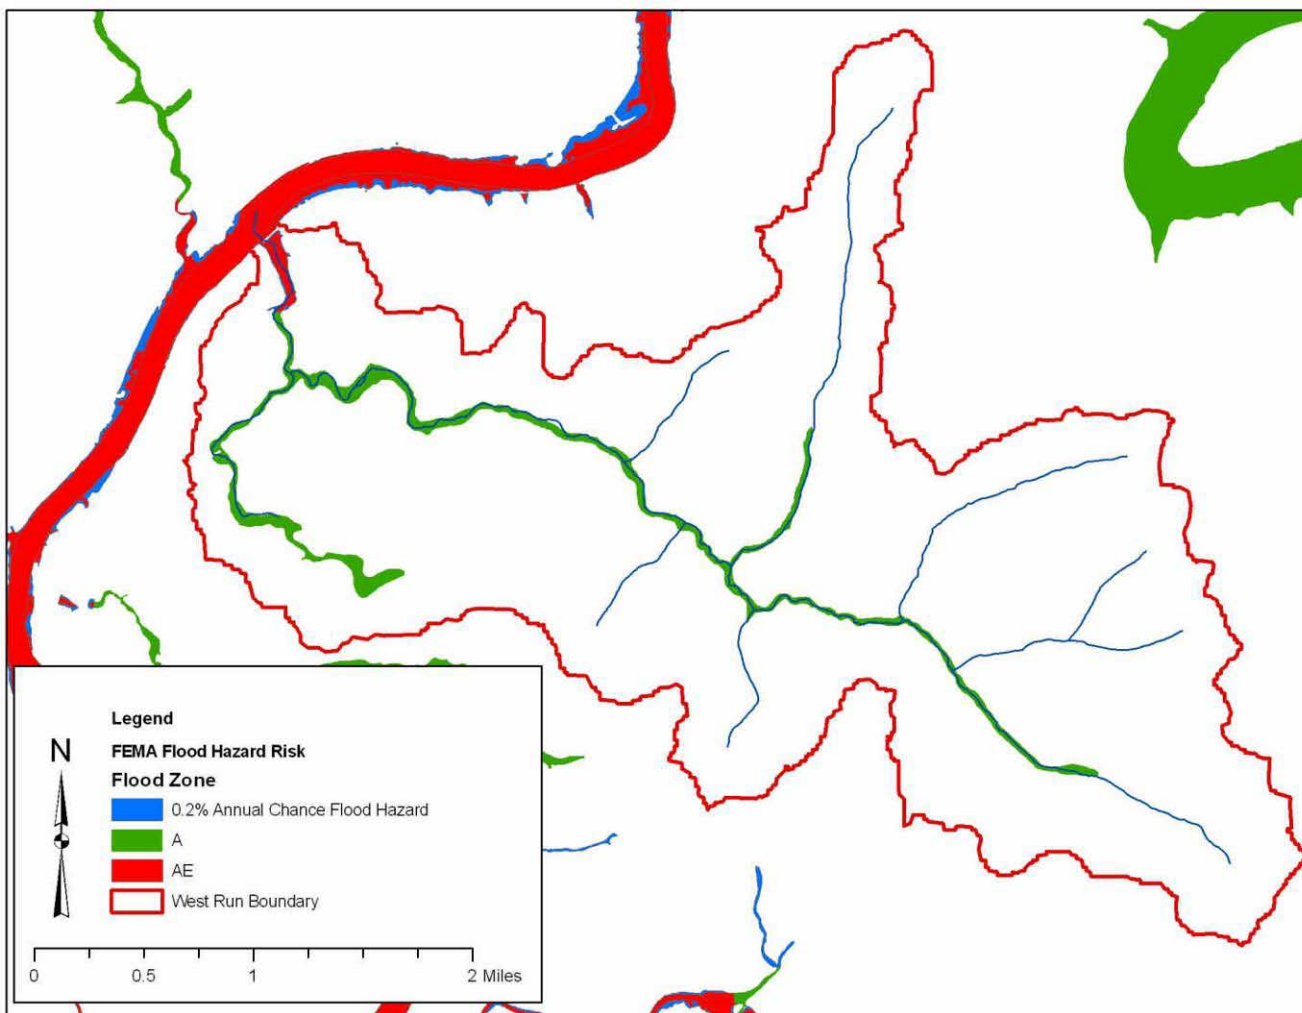 Legend
N
FEMA Flood Hazard Risk
Flood Zone
0.2% Annual Chance Flood Hazard
A
AE
West Run Boundary
0 0.5 1 2 Miles